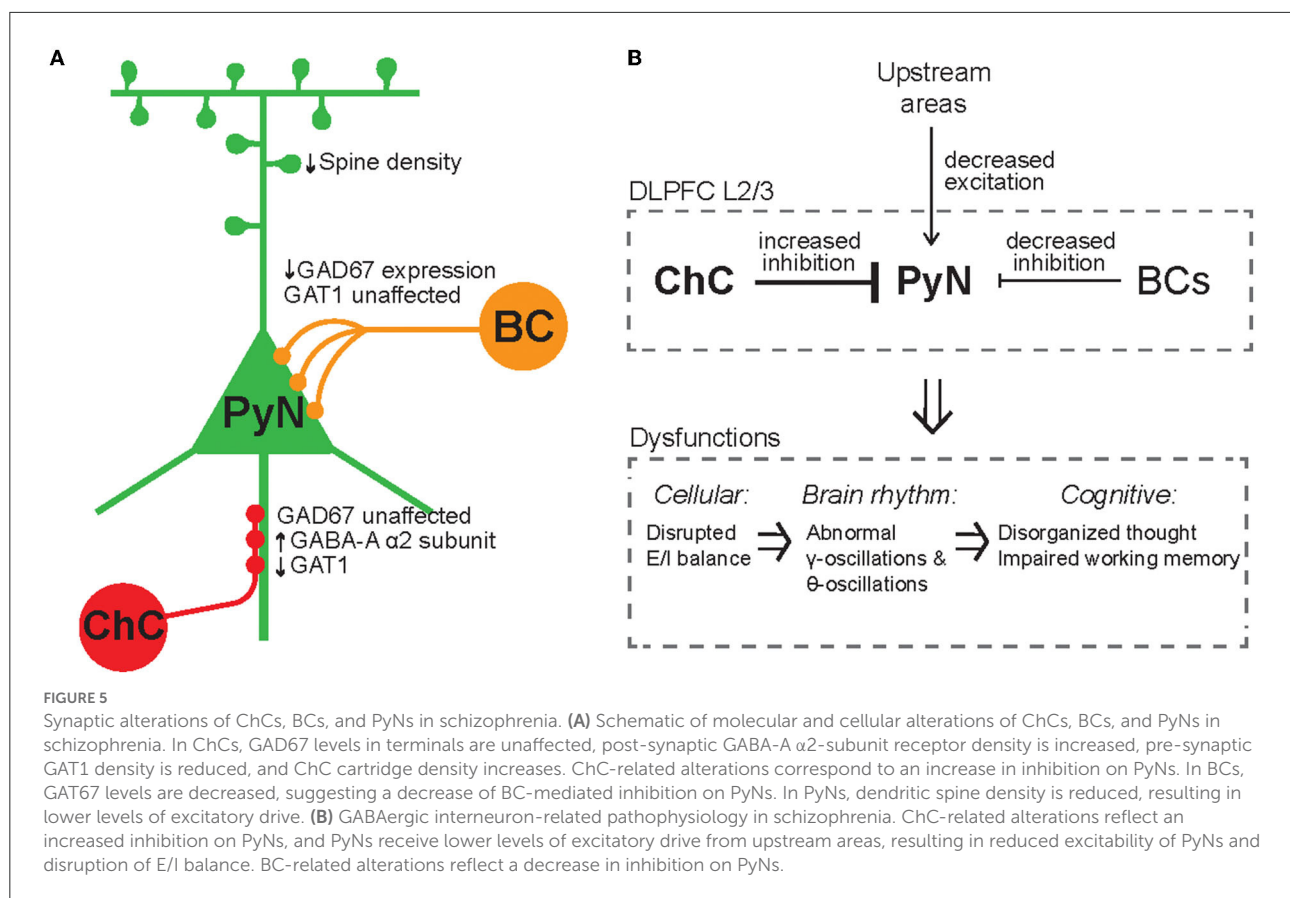 A
↓Spine density
↓GAD67 expression
GAT1 unaffected
BC
PyN
GAD67 unaffected
↑GABA-A α2 subunit
↓GAT1
ChC
B
Upstream
areas
decreased
excitation
DLPFC L2/3
increased
inhibition
decreased
inhibition
ChC
PyN
BCs
Dysfunctions
Cellular:
Brain rhythm:
Cognitive:
Disrupted
E/I balance
Abnormal
γ-oscillations &
θ-oscillations
Disorganized thought
Impaired working memory
FIGURE 5
Synaptic alterations of ChCs, BCs, and PyNs in schizophrenia. (A) Schematic of molecular and cellular alterations of ChCs, BCs, and PyNs in
schizophrenia. In ChCs, GAD67 levels in terminals are unaffected, post-synaptic GABA-A α2-subunit receptor density is increased, pre-synaptic
GAT1 density is reduced, and ChC cartridge density increases. ChC-related alterations correspond to an increase in inhibition on PyNs. In BCs,
GAT67 levels are decreased, suggesting a decrease of BC-mediated inhibition on PyNs. In PyNs, dendritic spine density is reduced, resulting in
lower levels of excitatory drive. (B) GABAergic interneuron-related pathophysiology in schizophrenia. ChC-related alterations reflect an
increased inhibition on PyNs, and PyNs receive lower levels of excitatory drive from upstream areas, resulting in reduced excitability of PyNs and
disruption of E/I balance. BC-related alterations reflect a decrease in inhibition on PyNs.